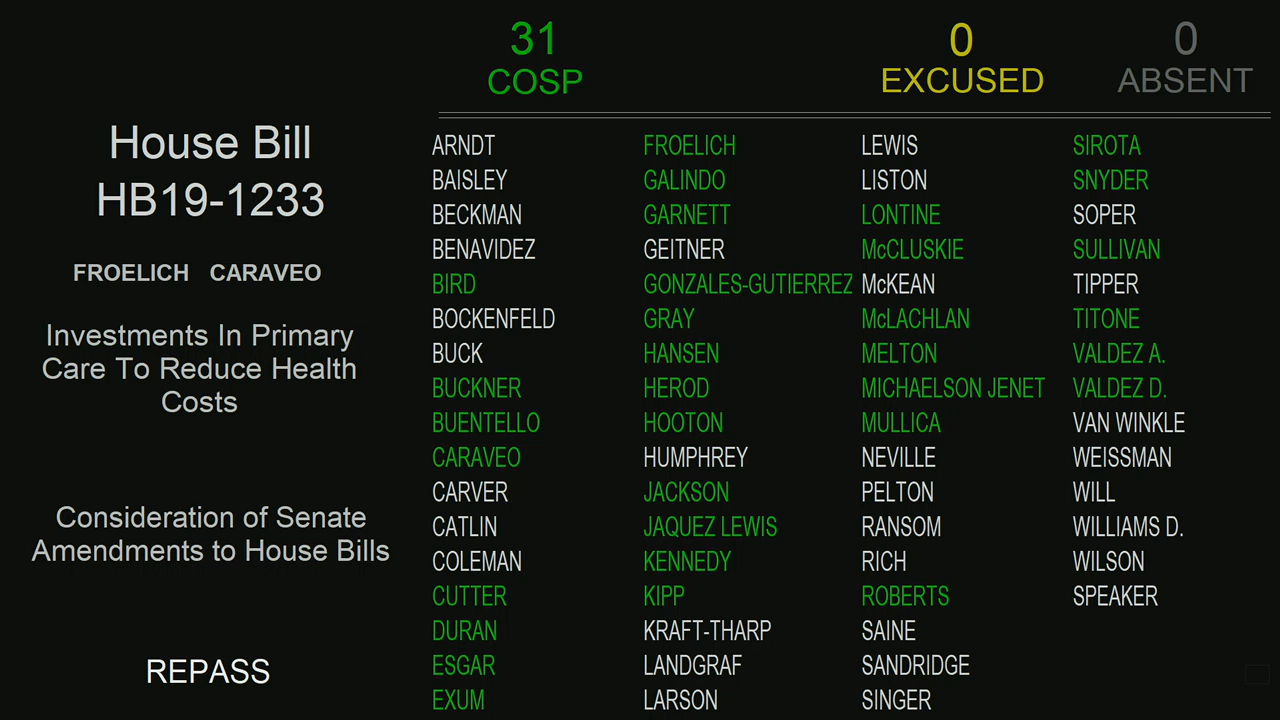 31
COSP
0
EXCUSED
0
ABSENT
House Bill
HB19-1233
FROELICH CARAVEO
Investments In Primary
Care To Reduce Health
Costs
Consideration of Senate
Amendments to House Bills
REPASS
ARNDT
BAISLEY
BECKMAN
BENAVIDEZ
BIRD
BOCKENFELD
BUCK
BUCKNER
BUENTELLO
CARAVEO
CARVER
CATLIN
COLEMAN
CUTTER
DURAN
ESGAR
EXUM
FROELICH
GALINDO
GARNETT
GEITNER
GONZALES-GUTIERREZ
GRAY
HANSEN
HEROD
HOOTON
HUMPHREY
JACKSON
JAQUEZ LEWIS
KENNEDY
KIPP
KRAFT-THARP
LANDGRAF
LARSON
LEWIS
LISTON
LONTINE
McCLUSKIE
McKEAN
McLACHLAN
MELTON
MICHAELSON JENET
MULLICA
NEVILLE
PELTON
RANSOM
RICH
ROBERTS
SAINE
SANDRIDGE
SINGER
SIROTA
SNYDER
SOPER
SULLIVAN
TIPPER
TITONE
VALDEZ A.
VALDEZ D.
VAN WINKLE
WEISSMAN
WILL
WILLIAMS D.
WILSON
SPEAKER